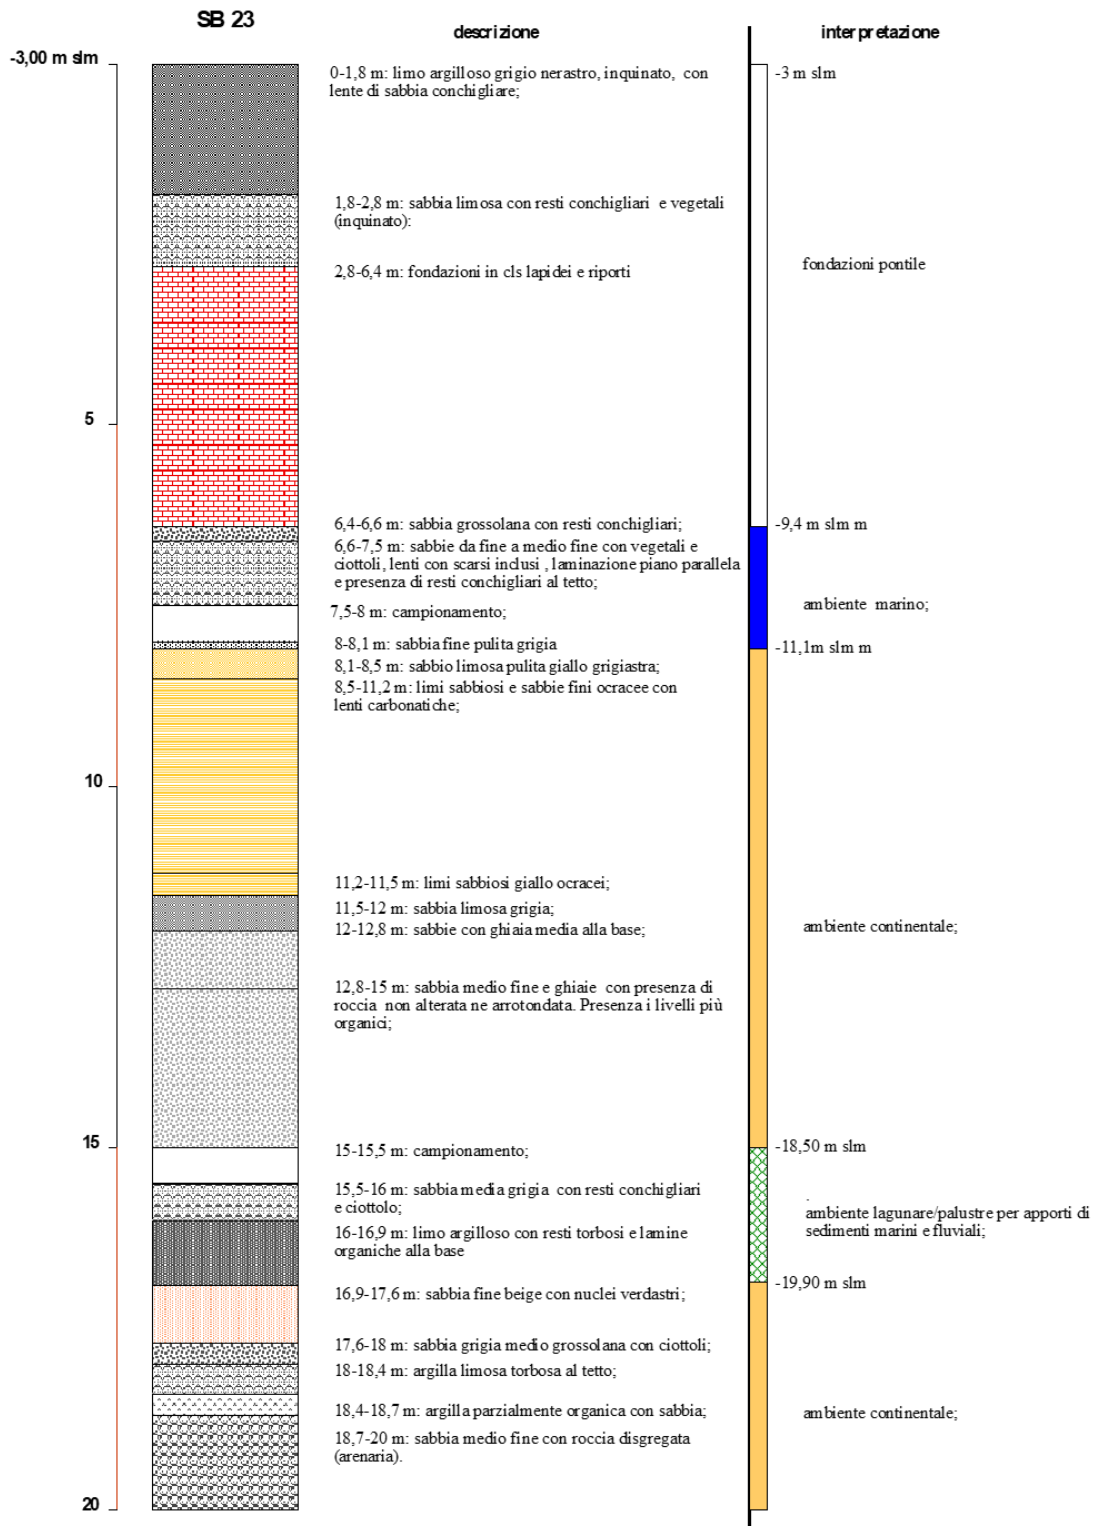 SB 23
descrizione
interpretazione
-3,00 m slm
0-1,8 m: limo argilloso grigio nerastro, inquinato, con
lente di sabbia conchigliare;
-3 m slm
1,8-2,8 m: sabbia limosa con resti conchigliari e vegetali
(inquinato):
2,8-6,4 m: fondazioni in cls lapidei e riporti
fondazioni pontile
5
6,4-6,6 m: sabbia grossolana con resti conchigliari;
-9,4 m slm m
6,6-7,5 m: sabbie da fine a medio fine con vegetali e
ciottoli, lenti con scarsi inclusi , laminazione piano parallela
e presenza di resti conchigliari al tetto;
7,5-8 m: campionamento;
ambiente marino;
8-8,1 m: sabbia fine pulita grigia
-11,1m slm m
8,1-8,5 m: sabbio limosa pulita giallo grigiastra;
8,5-11,2 m: limi sabbiosi e sabbie fini ocracee con
lenti carbonatiche;
10
11,2-11,5 m: limi sabbiosi giallo ocracei;
11,5-12 m: sabbia limosa grigia;
12-12,8 m: sabbie con ghiaia media alla base;
ambiente continentale;
12,8-15 m: sabbia medio fine e ghiaie con presenza di
roccia non alterata ne arrotondata. Presenza i livelli più
organici;
15
15-15,5 m: campionamento;
-18,50 m slm
15,5-16 m: sabbia media grigia con resti conchigliari
e ciottolo;
.
ambiente lagunare/palustre per apporti di
sedimenti marini e fluviali;
16-16,9 m: limo argilloso con resti torbosi e lamine
organiche alla base
-19,90 m slm
16,9-17,6 m: sabbia fine beige con nuclei verdastri;
17,6-18 m: sabbia grigia medio grossolana con ciottoli;
18-18,4 m: argilla limosa torbosa al tetto;
18,4-18,7 m: argilla parzialmente organica con sabbia;
ambiente continentale;
18,7-20 m: sabbia medio fine con roccia disgregata
(arenaria).
20